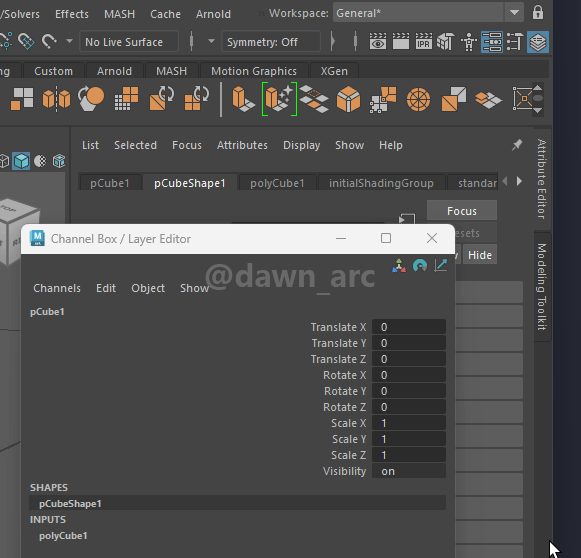 /Solvers Effects MASH Cache Arnold Workspace: General*
No Live Surface Symmetry: Off
IPR
ng Custom Arnold MASH Motion Graphics XGen
List Selected Focus Attributes Display Show Help
pCube1 pCubeShape1 polyCube1 initialShadingGroup standar
Focus
esets
Hide
Attribute Editor
Modeling Toolkit
TOP
Channel Box / Layer Editor
@dawn_arc
Channels Edit Object Show
pCube1
Translate X 0
Translate Y 0
Translate Z 0
Rotate X 0
Rotate Y 0
Rotate Z 0
Scale X 1
Scale Y 1
Scale Z 1
Visibility on
SHAPES
pCubeShape1
INPUTS
polyCube1